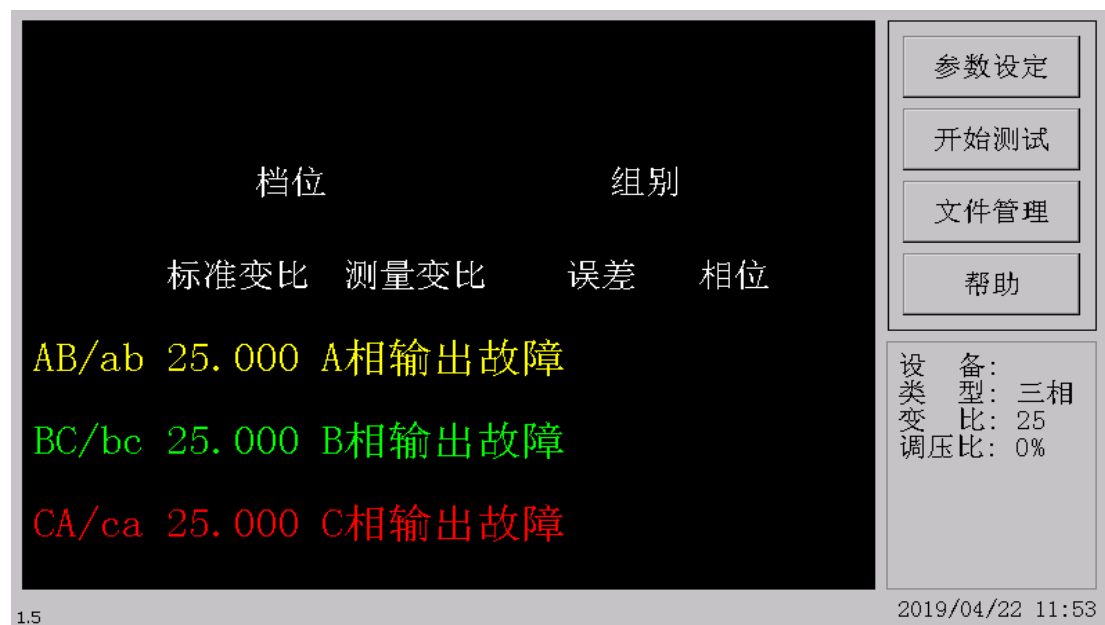 档位 组别
标准变比 测量变比 误差 相位
AB/ab 25.000 A相输出故障
BC/bc 25.000 B相输出故障
CA/ca 25.000 C相输出故障
参数设定
开始测试
文件管理
帮助
设 备:
类 型: 三相
变 比: 25
调压比: 0%
1.5
2019/04/22 11:53